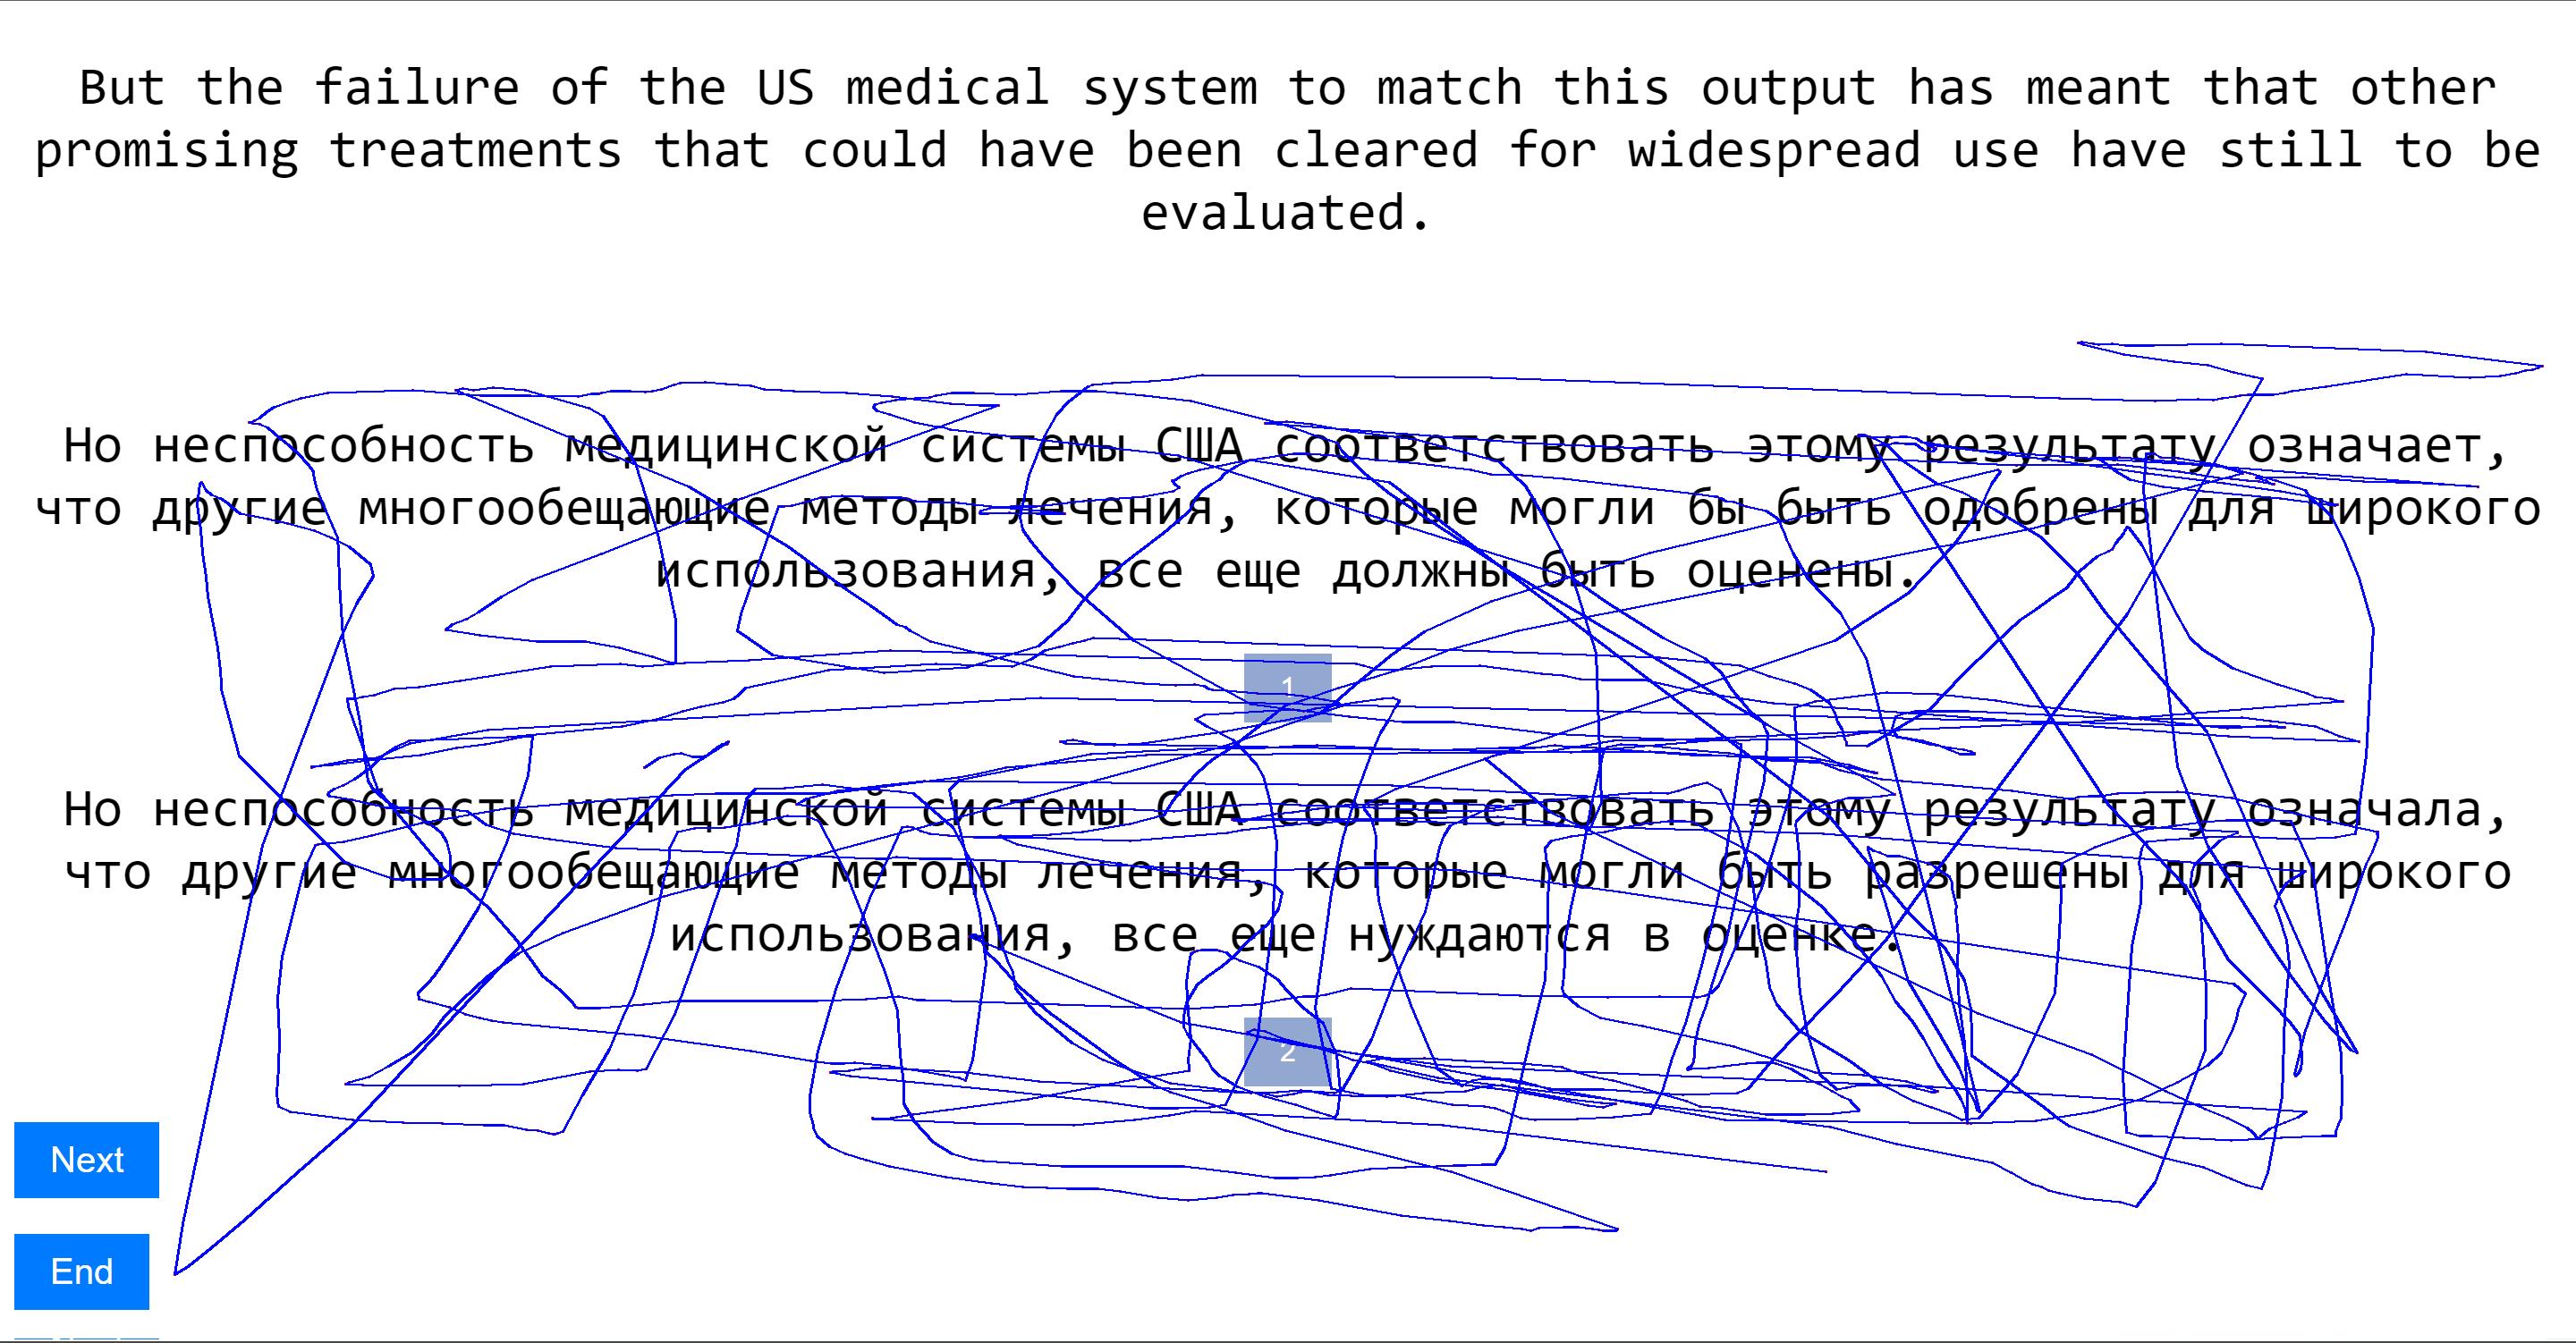 But the failure of the US medical system to match this output has meant that other
promising treatments that could have been cleared for widespread use have still to be
evaluated.
Но неспособность медицинской системы США соответствовать этому результату означает,
что другие многообещающие методы лечения, которые могли бы быть одобрены для широкого
использования, все еще должны быть оценены.
1
Но неспособность медицинской системы США соответствовать этому результату означала,
что другие многообещающие методы лечения, которые могли быть разрешены для широкого
использования, все еще нуждаются в оценке.
2
Next
End